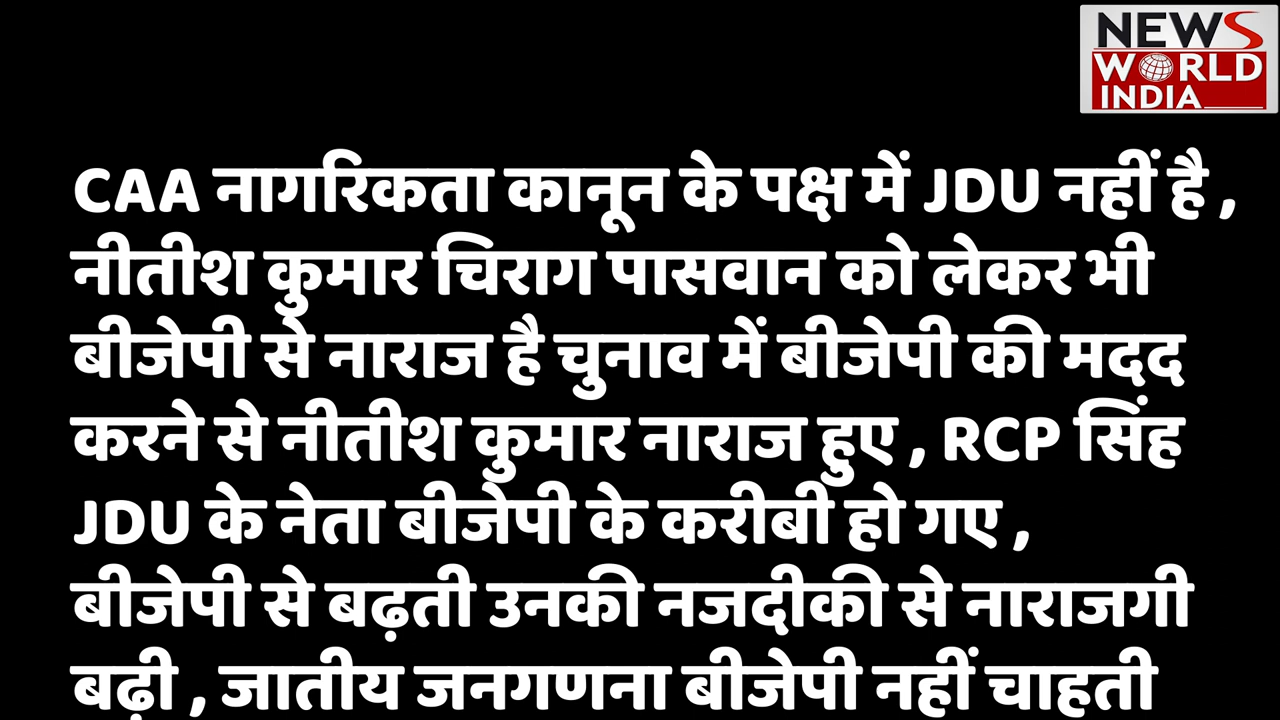 NEWS
WORLD
INDIA
CAA नागरिकता कानून के पक्ष में JDU नहीं है ,
नीतीश कुमार चिराग पासवान को लेकर भी
बीजेपी से नाराज है चुनाव में बीजेपी की मदद
करने से नीतीश कुमार नाराज हुए , RCP सिंह
JDU के नेता बीजेपी के करीबी हो गए ,
बीजेपी से बढ़ती उनकी नजदीकी से नाराजगी
बढ़ी , जातीय जनगणना बीजेपी नहीं चाहती